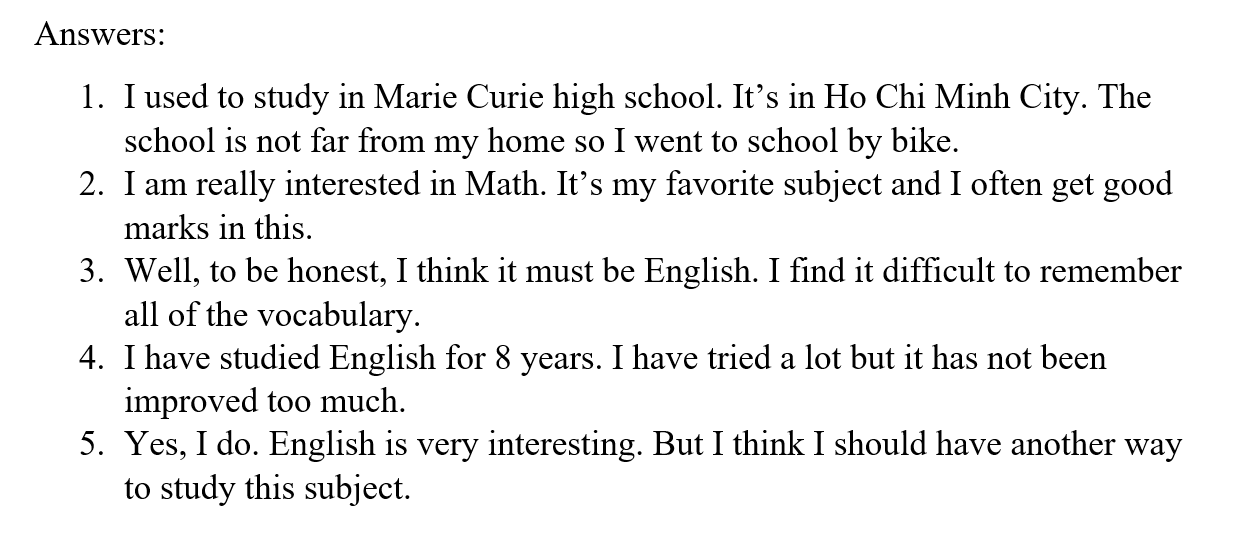 Answers:
1. I used to study in Marie Curie high school. It’s in Ho Chi Minh City. The
school is not far from my home so I went to school by bike.
2. I am really interested in Math. It’s my favorite subject and I often get good
marks in this.
3. Well, to be honest, I think it must be English. I find it difficult to remember
all of the vocabulary.
4. I have studied English for 8 years. I have tried a lot but it has not been
improved too much.
5. Yes, I do. English is very interesting. But I think I should have another way
to study this subject.